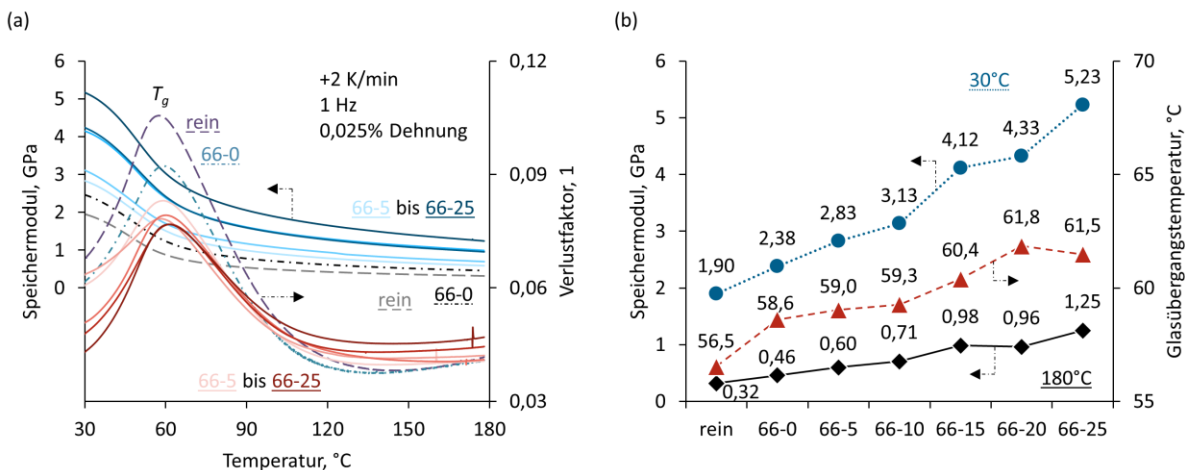 (a)
Speichermodul, GPa
6
5
4
3
2
1
0
T_g
rein
66-0
+2 K/min
1 Hz
0,025% Dehnung
66-5 bis 66-25
rein
66-0
66-5 bis 66-25
0,12
0,09
0,06
0,03
Verlustfaktor, 1
30 60 90 120 150 180
Temperatur, °C
(b)
Speichermodul, GPa
6
5
4
3
2
1
0
30°C
1,90
2,38
2,83
3,13
4,12
4,33
5,23
56,5
58,6
59,0
59,3
60,4
61,8
61,5
0,32
0,46
0,60
0,71
0,98
0,96
1,25
180°C
70
65
60
55
Glasübergangstemperatur, °C
rein 66-0 66-5 66-10 66-15 66-20 66-25